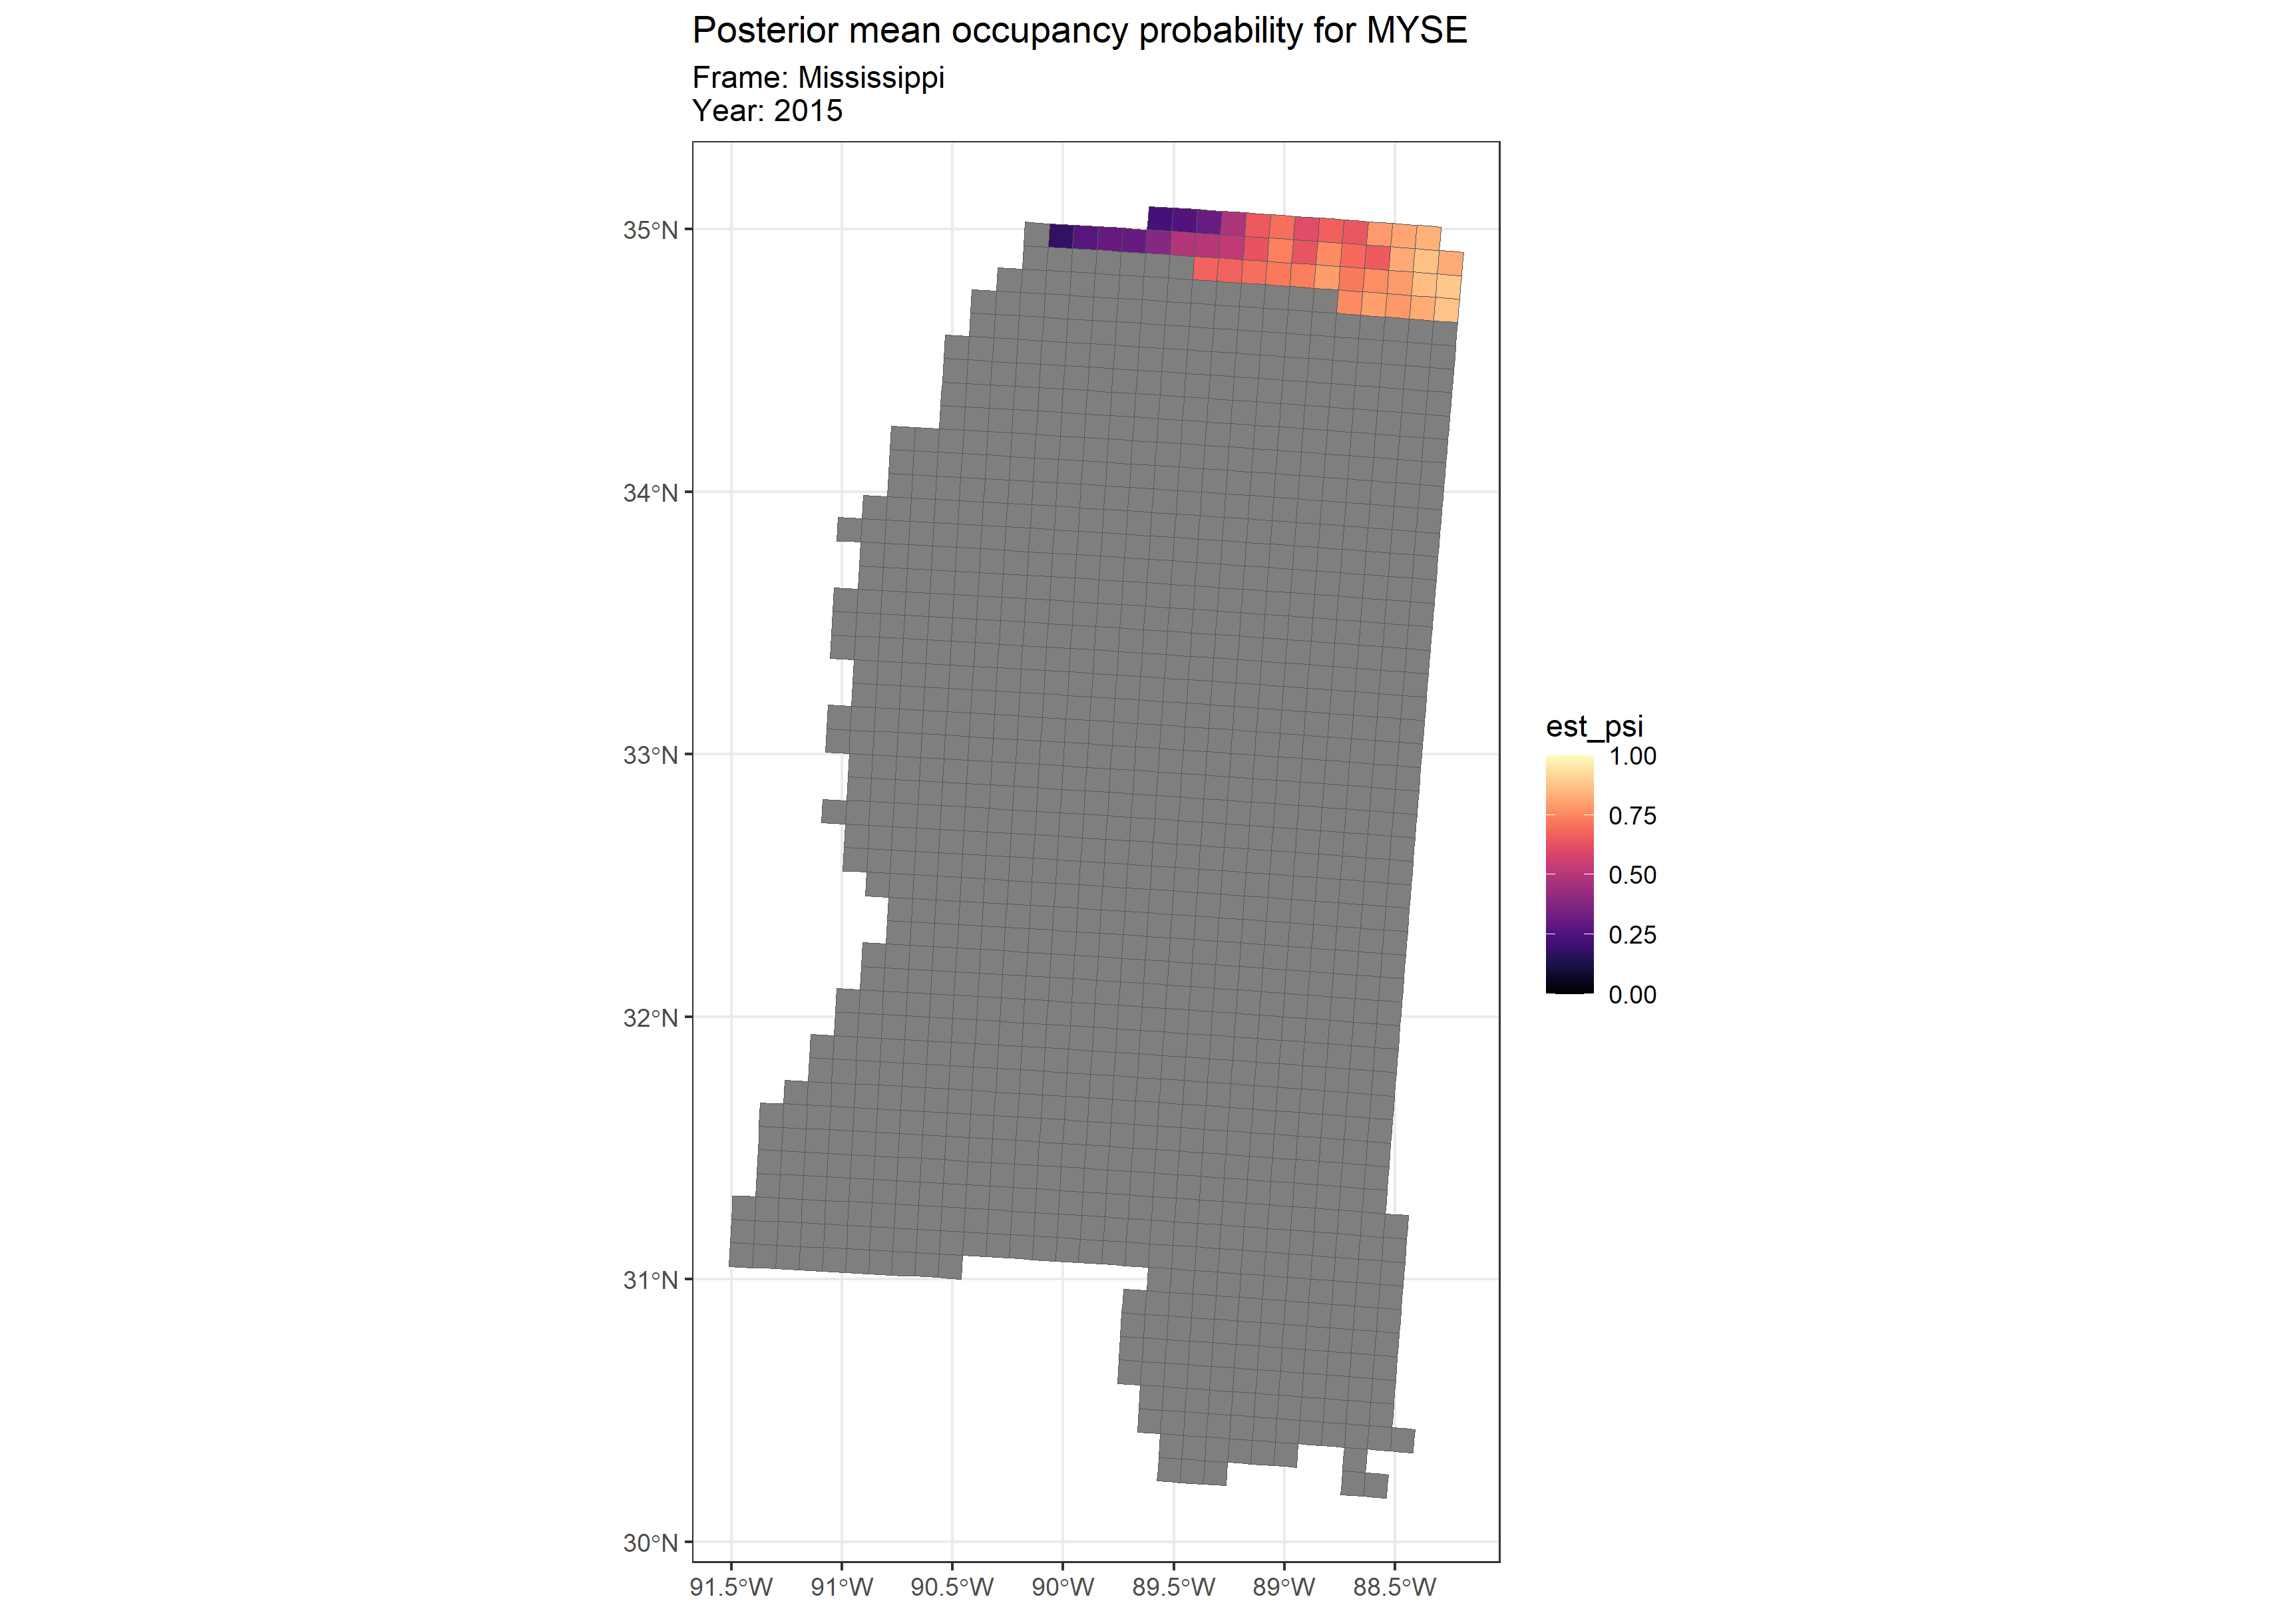 Posterior mean occupancy probability for MYSE
Frame: Mississippi
Year: 2015
35°N
34°N
33°N
32°N
31°N
30°N
91.5°W 91°W 90.5°W 90°W 89.5°W 89°W 88.5°W
est_psi
1.00
0.75
0.50
0.25
0.00